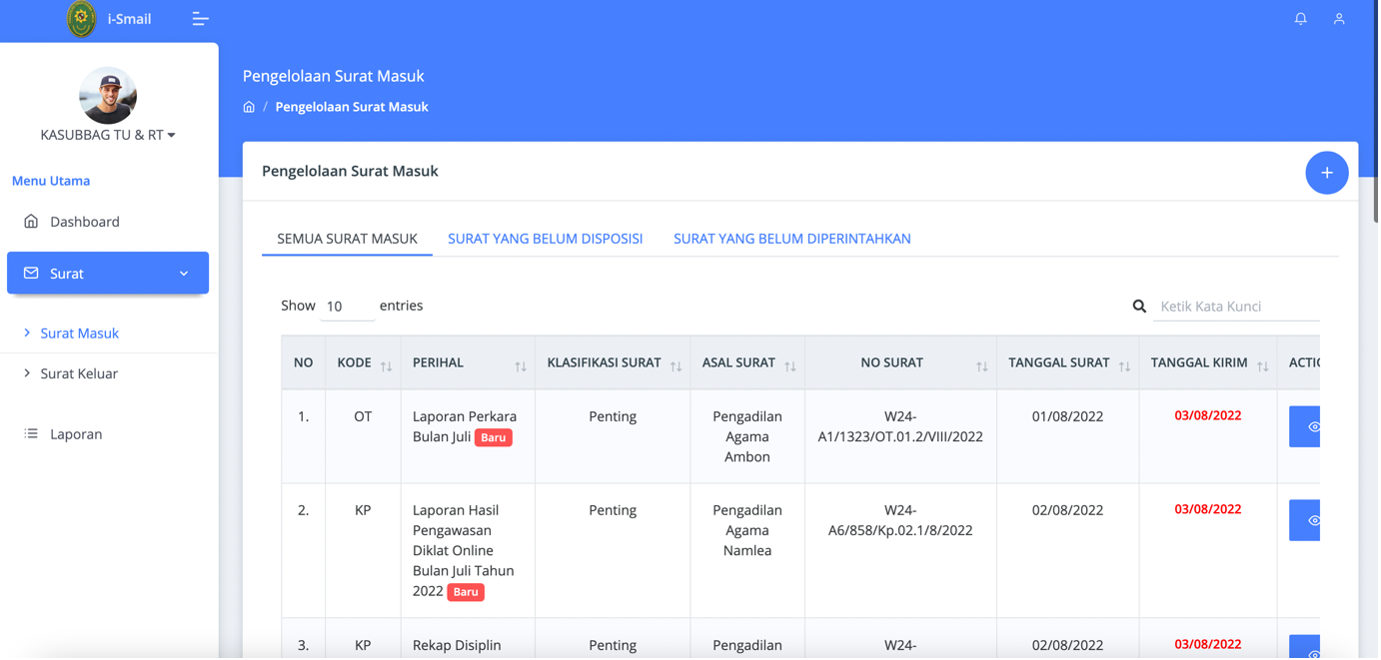 i-Smail
KASUBBAG TU & RT
Menu Utama
Dashboard
Surat
Surat Masuk
Surat Keluar
Laporan
Pengelolaan Surat Masuk
/ Pengelolaan Surat Masuk
Pengelolaan Surat Masuk
+
SEMUA SURAT MASUK SURAT YANG BELUM DISPOSISI SURAT YANG BELUM DIPERINTAHKAN
Show 10 entries Ketik Kata Kunci
NO KODE PERIHAL KLASIFIKASI SURAT ASAL SURAT NO SURAT TANGGAL SURAT TANGGAL KIRIM
1. OT Laporan Perkara Penting Pengadilan W24- 01/08/2022 03/08/2022
Bulan Juli Baru Agama A1/1323/OT.01.2/VIII/2022
Ambon
2. KP Laporan Hasil Penting Pengadilan W24- 02/08/2022 03/08/2022
Pengawasan Agama A6/858/Kp.02.1/8/2022
Diklat Online Namlea
Bulan Juli Tahun
2022 Baru
3. KP Rekap Disiplin Penting Pengadilan W24- 02/08/2022 03/08/2022